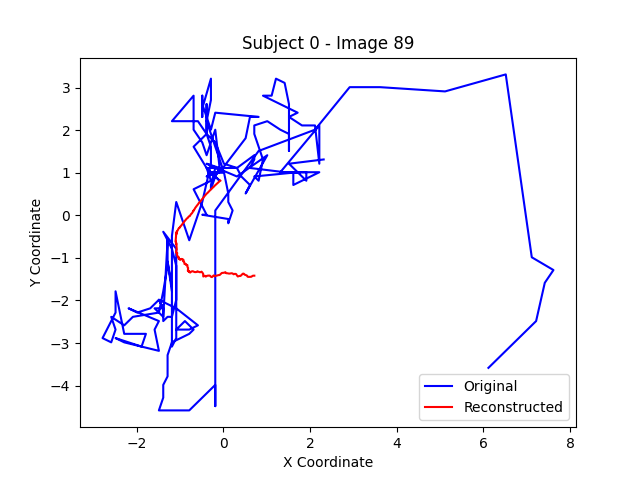 Subject 0 - Image 89
Y Coordinate
3
2
1
0
−1
−2
−3
−4
−2
0
2
4
6
8
X Coordinate
Original
Reconstructed